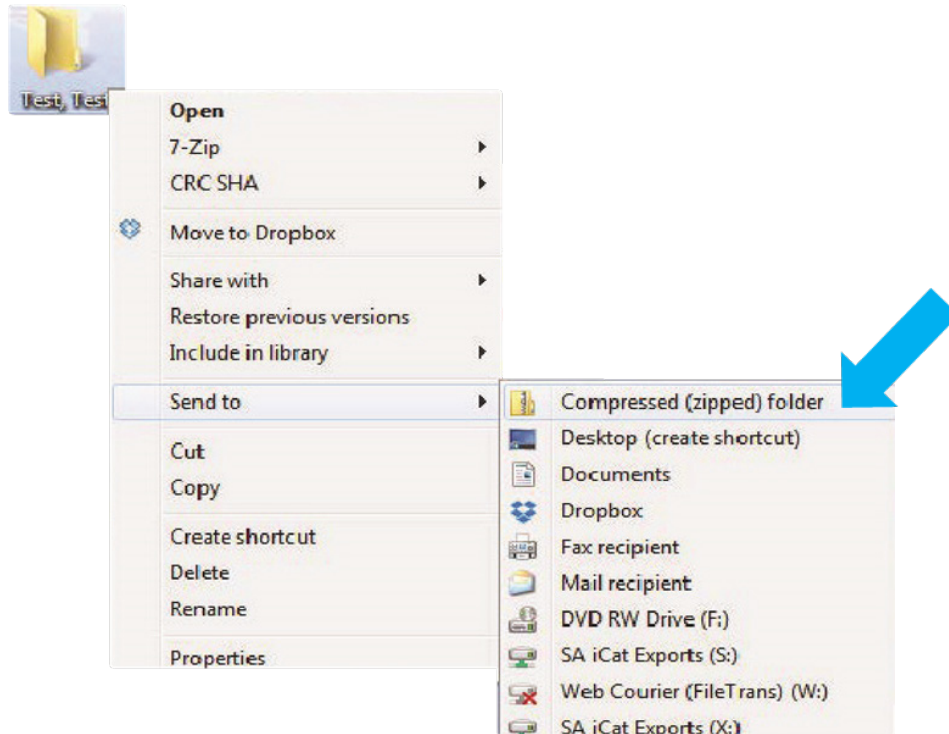 Test, Test
Open
7-Zip
CRC SHA
Move to Dropbox
Share with
Restore previous versions
Include in library
Send to
Cut
Copy
Create shortcut
Delete
Rename
Properties
Compressed (zipped) folder
Desktop (create shortcut)
Documents
Dropbox
Fax recipient
Mail recipient
DVD RW Drive (F:)
SA iCat Exports (S:)
Web Courier (FileTrans) (W:)
SA iCat Exports (X:)